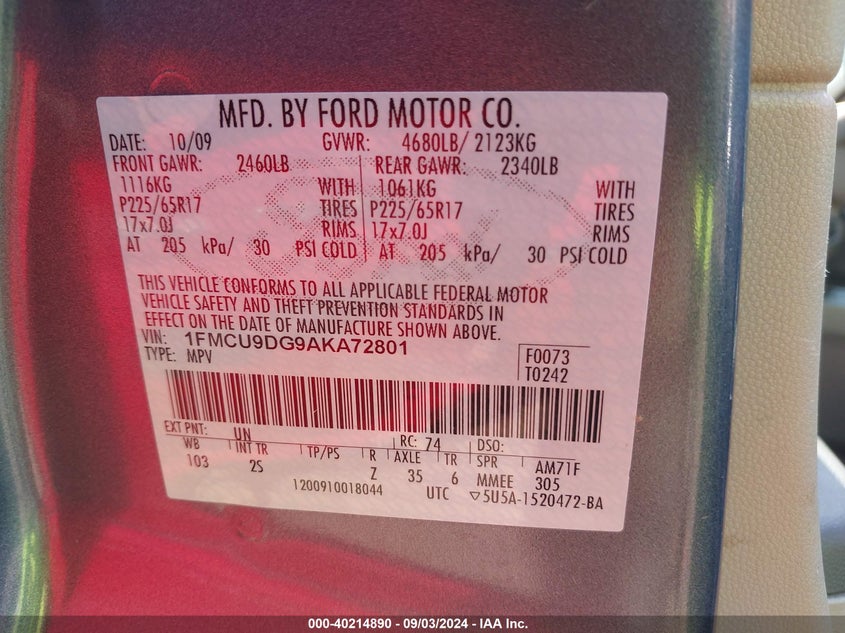 MFD. BY FORD MOTOR CO.
DATE: 10/09 GVWR: 4680LB/ 2123KG
FRONT GAWR: 2460LB REAR GAWR: 2340LB
1116KG WITH 1061KG WITH
P225/65R17 TIRES P225/65R17 TIRES
17x7.0J RIMS 17x7.0J RIMS
AT 205 kPa/ 30 PSI COLD AT 205 kPa/ 30 PSI COLD
THIS VEHICLE CONFORMS TO ALL APPLICABLE FEDERAL MOTOR
VEHICLE SAFETY AND THEFT PREVENTION STANDARDS IN
EFFECT ON THE DATE OF MANUFACTURE SHOWN ABOVE.
VIN: 1FMCU9DG9AKA72801
TYPE: MPV
F0073
T0242
EXT PNT: UN RC: 74 DSO:
WB INT TR TP/PS R AXLE TR SPR AM71F
103 2S Z 35 6 MMEE 305
1200910018044 UTC ▽5U5A-1520472-BA
000-40214890 - 09/03/2024 - IAA Inc.